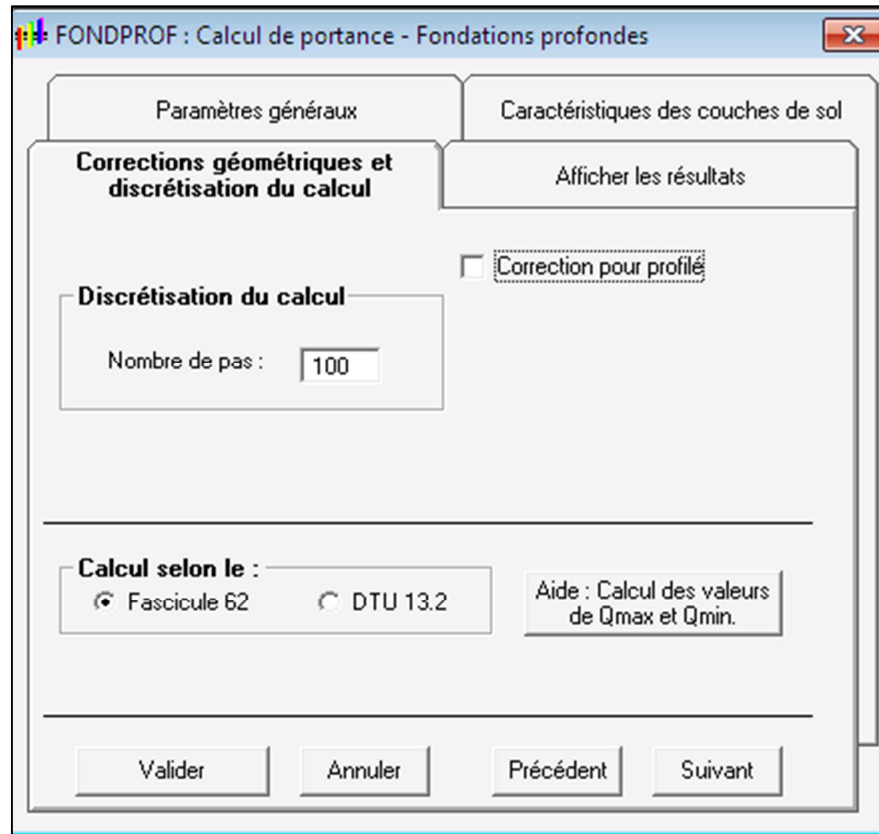 FONDPROF : Calcul de portance - Fondations profondes
Paramètres généraux
Caractéristiques des couches de sol
Corrections géométriques et
discrétisation du calcul
Afficher les résultats
Correction pour profilé
Discrétisation du calcul
Nombre de pas :
100
Calcul selon le :
Fascicule 62
DTU 13.2
Aide : Calcul des valeurs
de Qmax et Qmin.
Valider
Annuler
Précédent
Suivant